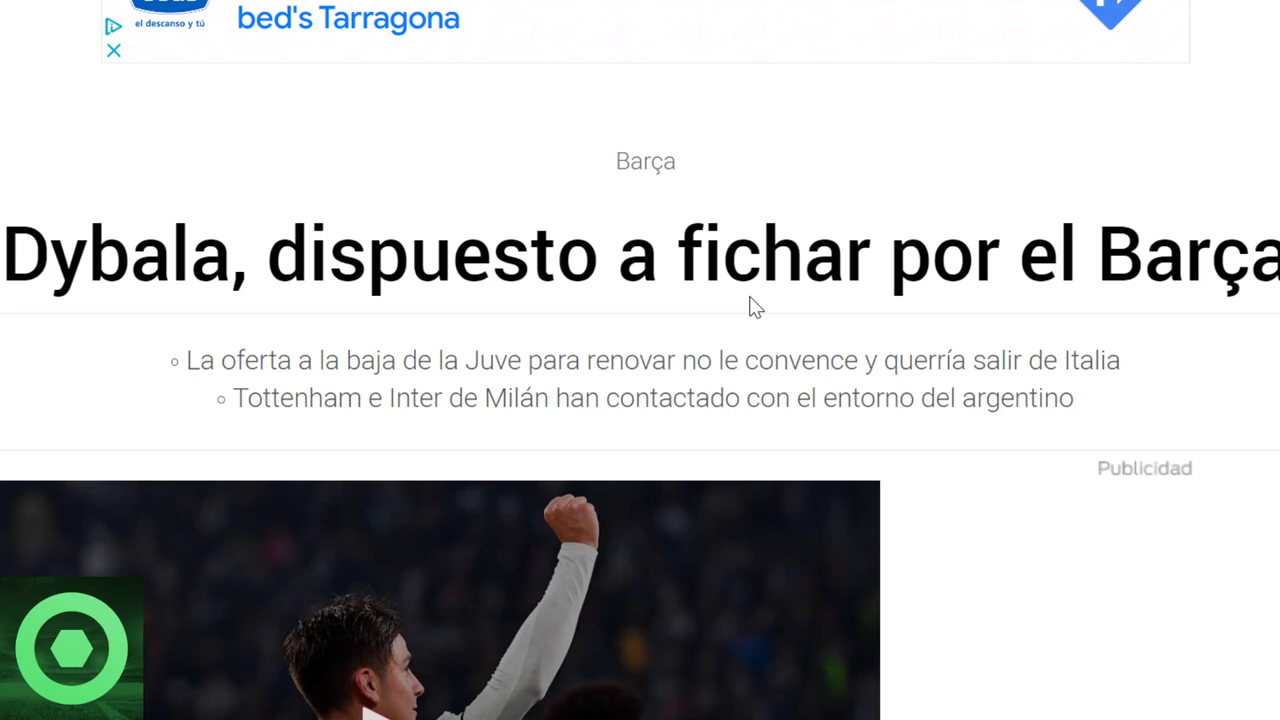 el descanso y tú
bed's Tarragona
Barça
Dybala, dispuesto a fichar por el Barça
◦ La oferta a la baja de la Juve para renovar no le convence y querría salir de Italia
◦ Tottenham e Inter de Milán han contactado con el entorno del argentino
Publicidad